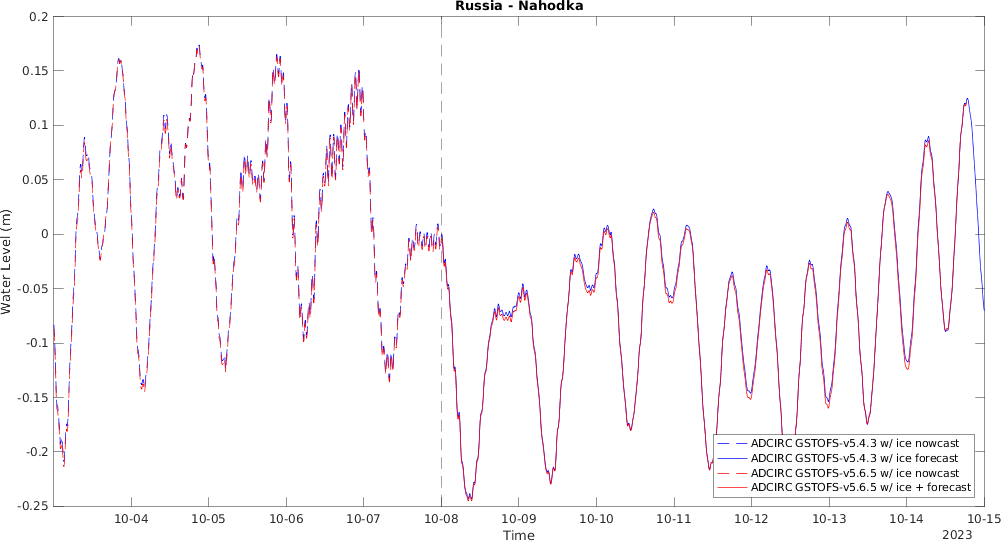 Russia - Nahodka
0.2
0.15
0.1
0.05
0
-0.05
-0.1
-0.15
-0.2
-0.25
Water Level (m)
ADCIRC GSTOFS-v5.4.3 w/ ice nowcast
ADCIRC GSTOFS-v5.4.3 w/ ice forecast
ADCIRC GSTOFS-v5.6.5 w/ ice nowcast
ADCIRC GSTOFS-v5.6.5 w/ ice + forecast
10-04 10-05 10-06 10-07 10-08 10-09 10-10 10-11 10-12 10-13 10-14 10-15
Time
2023